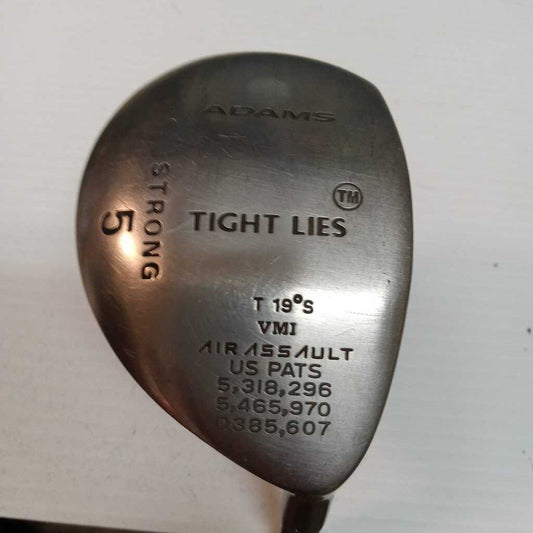 ADAMS
STRONG
5
TM
TIGHT LIES
T 19°S
VMI
AIR ASSAULT
US PATS
5,318,296
5,465,970
D385,607